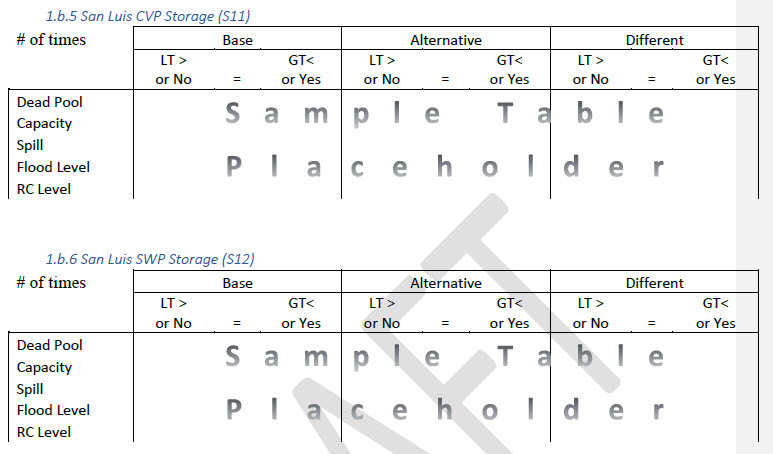 1.b.5 San Luis CVP Storage (S11)
# of times Base Alternative Different
LT > GT< LT > GT< LT > GT<
or No = or Yes or No = or Yes or No = or Yes
Dead Pool
Capacity
Sample Table
Spill
Flood Level
Placeholder
RC Level
1.b.6 San Luis SWP Storage (S12)
# of times Base Alternative Different
LT > GT< LT > GT< LT > GT<
or No = or Yes or No = or Yes or No = or Yes
Dead Pool
Capacity
Sample Table
Spill
Flood Level
Placeholder
RC Level
AFT